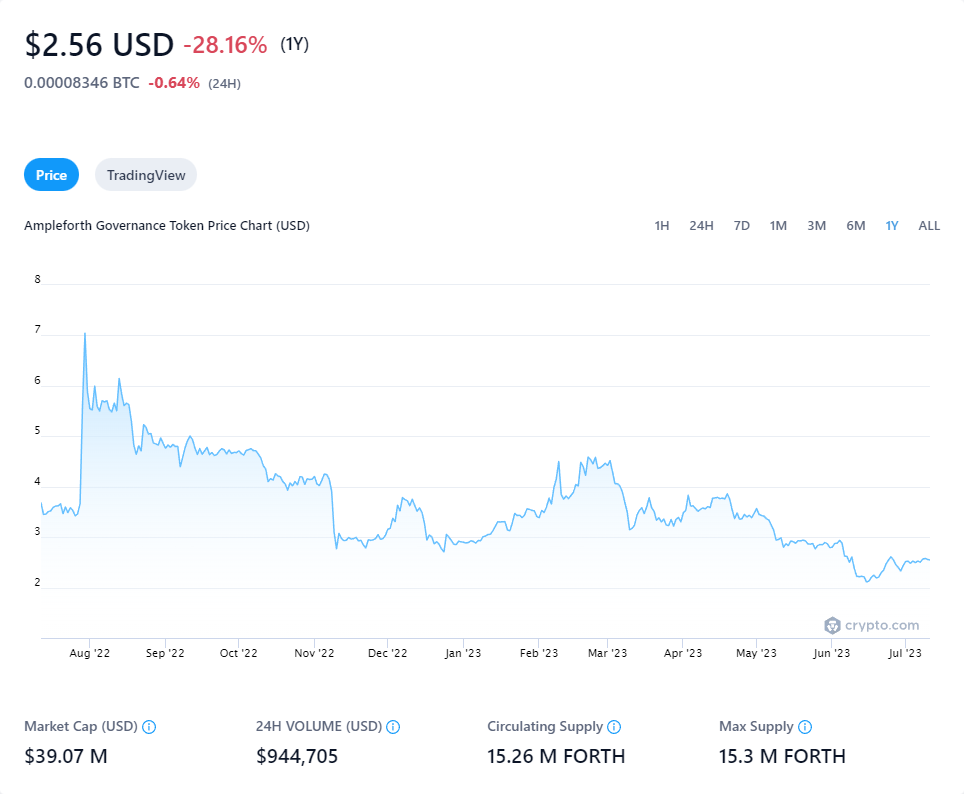 $2.56 USD -28.16% (1Y)
0.00008346 BTC -0.64% (24H)
Price TradingView
Ampleforth Governance Token Price Chart (USD) 1H 24H 7D 1M 3M 6M 1Y ALL
8
7
6
5
4
3
2
crypto.com
Aug '22 Sep '22 Oct '22 Nov '22 Dec '22 Jan '23 Feb '23 Mar '23 Apr '23 May '23 Jun '23 Jul '23
Market Cap (USD) 24H VOLUME (USD) Circulating Supply Max Supply
$39.07 M $944,705 15.26 M FORTH 15.3 M FORTH